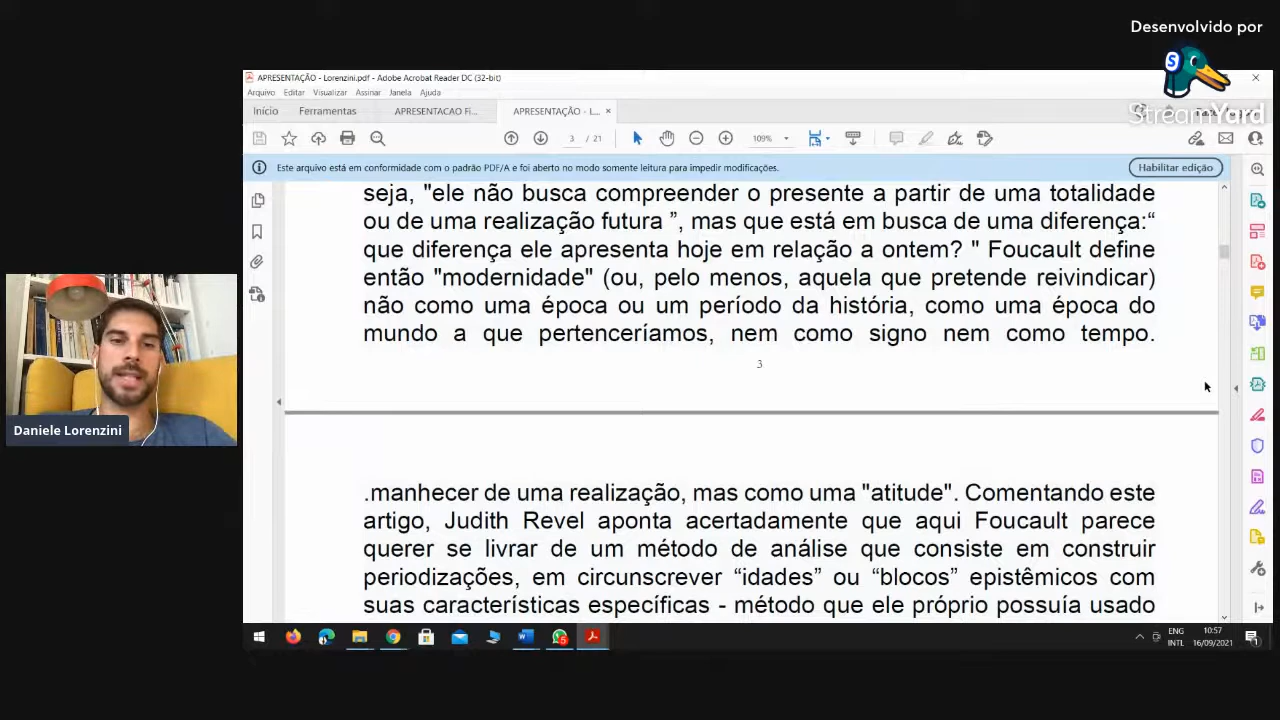 Desenvolvido por
StreamYard
APRESENTAÇÃO - Lorenzini.pdf - Adobe Acrobat Reader DC (32-bit)
Arquivo Editar Visualizar Assinar Janela Ajuda
Início Ferramentas APRESENTACAO Fi... APRESENTAÇÃO - L... ×
3 / 21 109%
Este arquivo está em conformidade com o padrão PDF/A e foi aberto no modo somente leitura para impedir modificações. Habilitar edição
seja, "ele não busca compreender o presente a partir de uma totalidade
ou de uma realização futura ”, mas que está em busca de uma diferença:“
que diferença ele apresenta hoje em relação a ontem? " Foucault define
então "modernidade" (ou, pelo menos, aquela que pretende reivindicar)
não como uma época ou um período da história, como uma época do
mundo a que pertenceríamos, nem como signo nem como tempo.
3
.manhecer de uma realização, mas como uma "atitude". Comentando este
artigo, Judith Revel aponta acertadamente que aqui Foucault parece
querer se livrar de um método de análise que consiste em construir
periodizações, em circunscrever “idades” ou “blocos” epistêmicos com
suas características específicas - método que ele próprio possuía usado
Daniele Lorenzini
ENG 10:57
INTL 16/09/2021